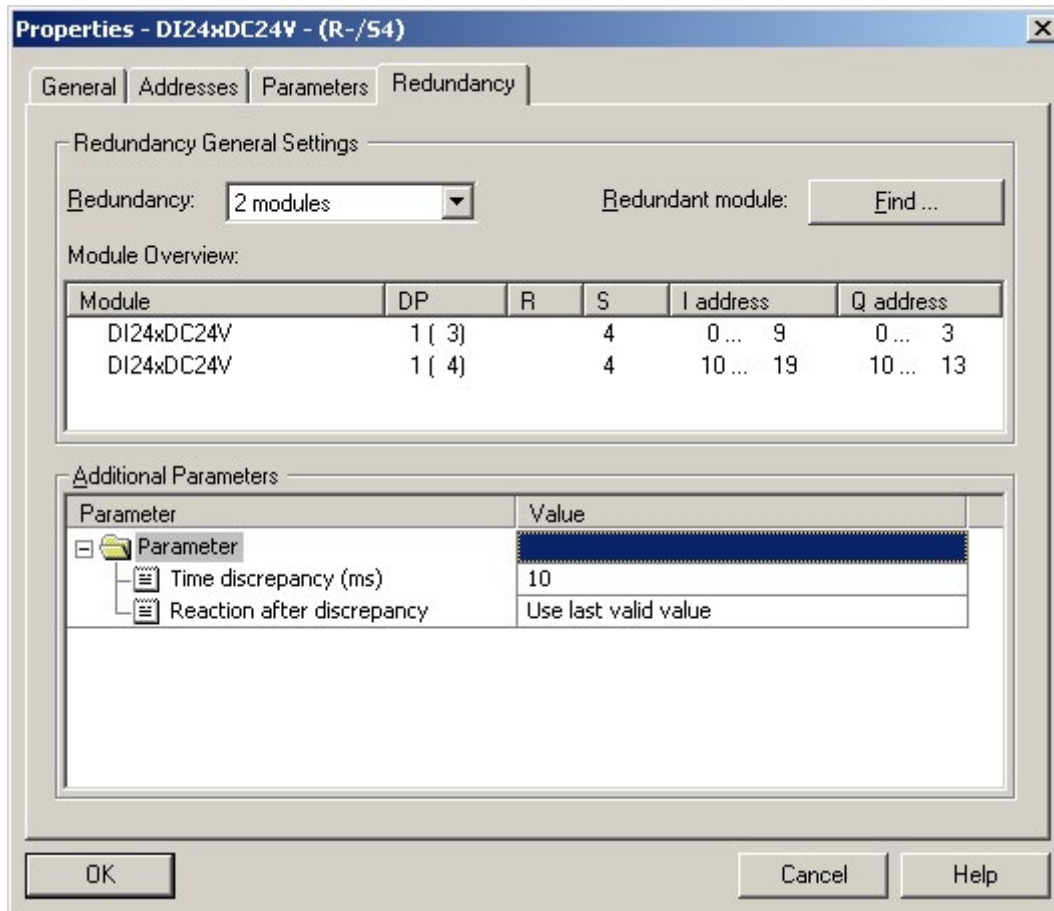 Properties - DI24xDC24V - (R-/S4)
General Addresses Parameters Redundancy
Redundancy General Settings
Redundancy: 2 modules Redundant module: Find ...
Module Overview:
Module DP R S I address Q address
DI24xDC24V 1 ( 3) 4 0 ... 9 0 ... 3
DI24xDC24V 1 ( 4) 4 10 ... 19 10 ... 13
Additional Parameters
Parameter Value
Parameter
Time discrepancy (ms) 10
Reaction after discrepancy Use last valid value
OK Cancel Help